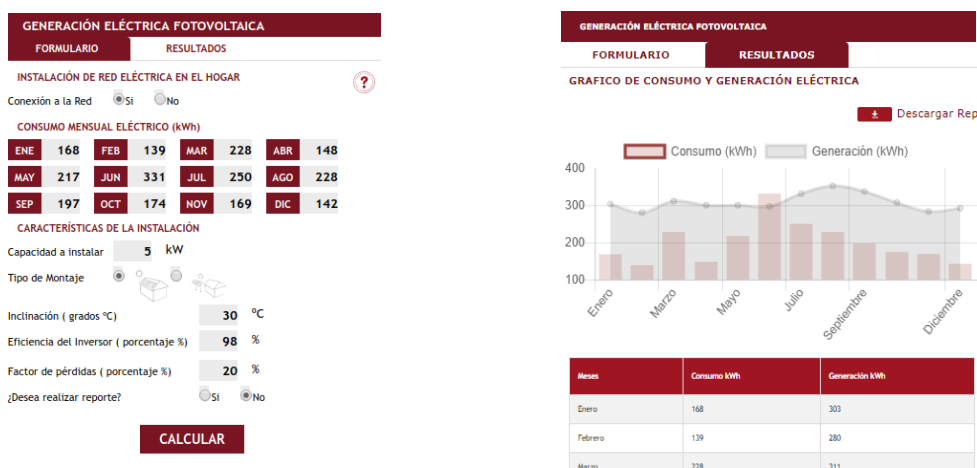 GENERACIÓN ELÉCTRICA FOTOVOLTAICA
FORMULARIO RESULTADOS
INSTALACIÓN DE RED ELÉCTRICA EN EL HOGAR ?
Conexión a la Red Si No
CONSUMO MENSUAL ELÉCTRICO (kWh)
ENE 168 FEB 139 MAR 228 ABR 148
MAY 217 JUN 331 JUL 250 AGO 228
SEP 197 OCT 174 NOV 169 DIC 142
CARACTERÍSTICAS DE LA INSTALACIÓN
Capacidad a instalar 5 kW
Tipo de Montaje
Inclinación ( grados ºC) 30 ºC
Eficiencia del Inversor ( porcentaje %) 98 %
Factor de pérdidas ( porcentaje %) 20 %
¿Desea realizar reporte? Si No
CALCULAR
GENERACIÓN ELÉCTRICA FOTOVOLTAICA
FORMULARIO RESULTADOS
GRAFICO DE CONSUMO Y GENERACIÓN ELÉCTRICA
Descargar Rep
Consumo (kWh) Generación (kWh)
400
300
200
100
Enero Marzo Mayo Julio Septiembre Diciembre
Meses Consumo kWh Generación kWh
Enero 168 303
Febrero 139 280
Marzo 228 311